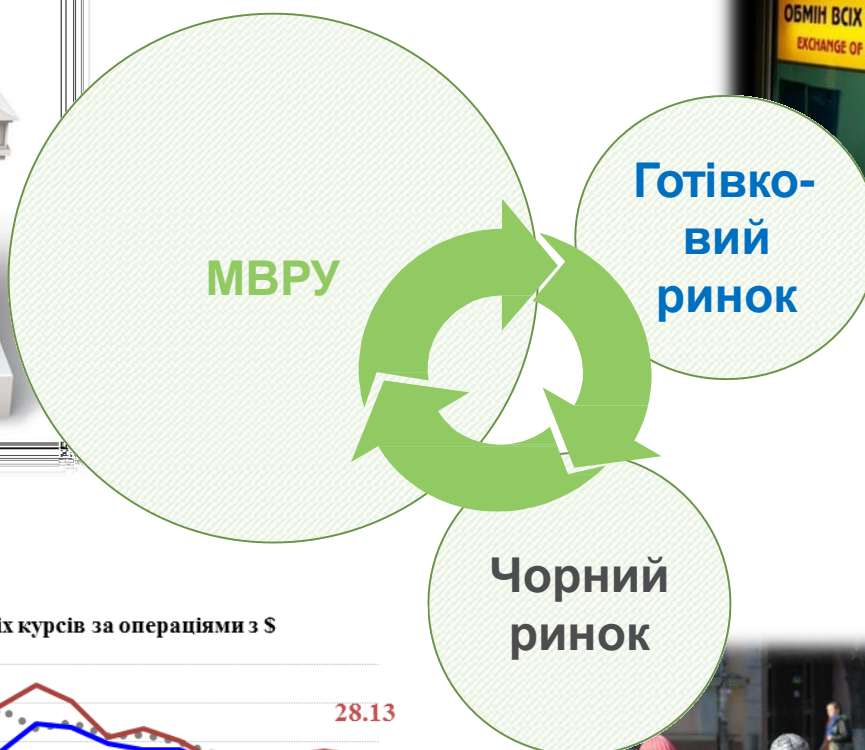 ОБМІН ВСІХ
EXCHANGE OF
Готівко-
вий
ринок
МВРУ
Чорний
ринок
іх курсів за операціями з $
28.13